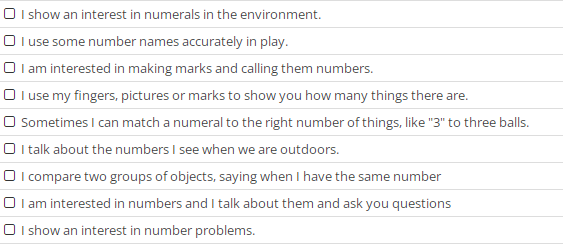 I show an interest in numerals in the environment.
I use some number names accurately in play.
I am interested in making marks and calling them numbers.
I use my fingers, pictures or marks to show you how many things there are.
Sometimes I can match a numeral to the right number of things, like "3" to three balls.
I talk about the numbers I see when we are outdoors.
I compare two groups of objects, saying when I have the same number
I am interested in numbers and I talk about them and ask you questions
I show an interest in number problems.